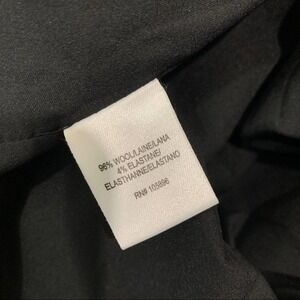 96% WOOL/LAINE/LANA
4% ELASTANE/
ELASTHANNE/ELASTANO
RN# 105896